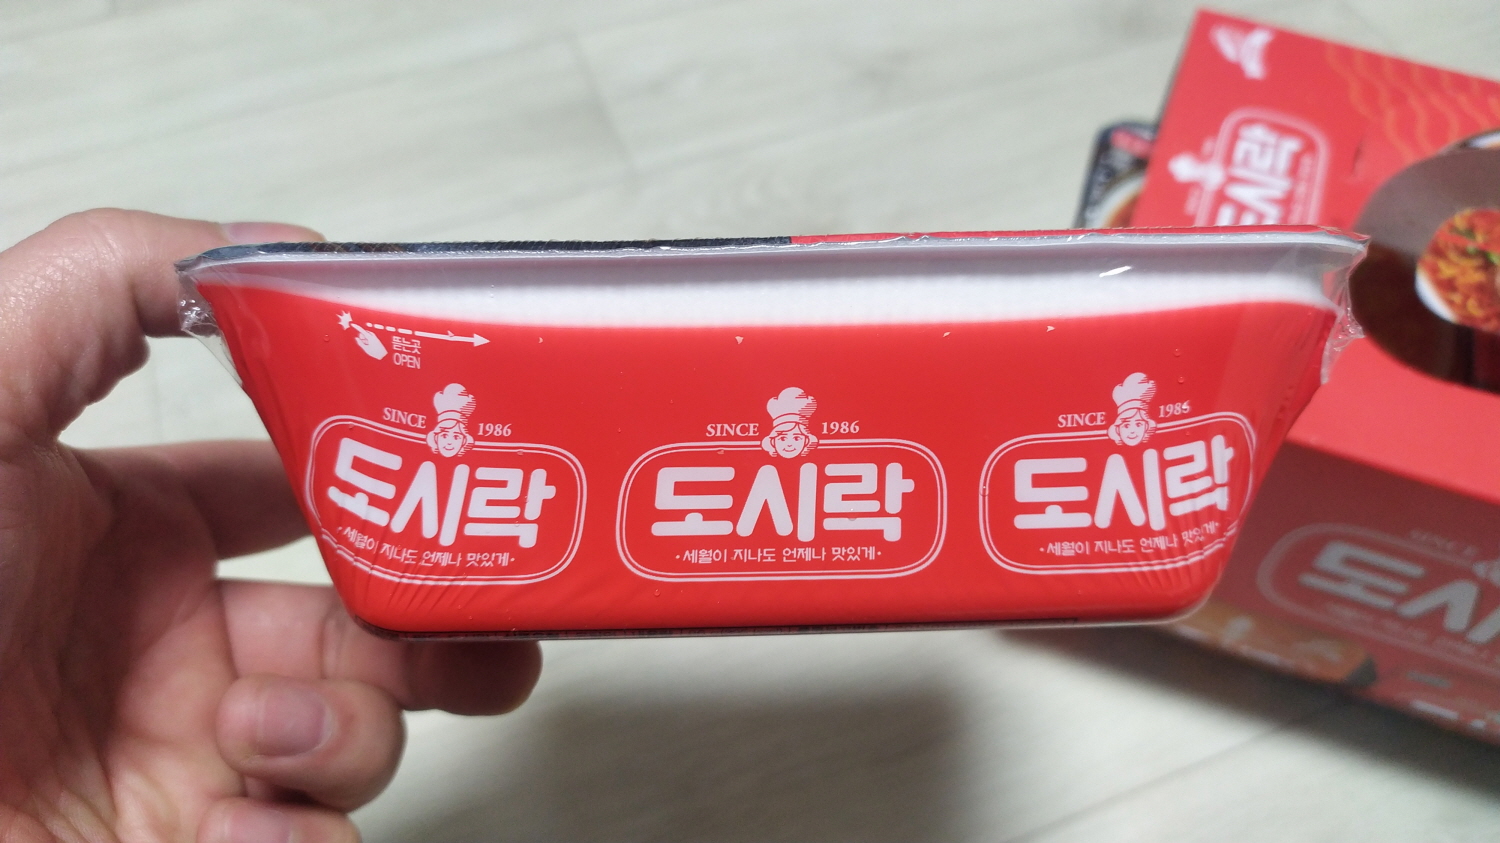 뜯는곳
OPEN
SINCE 1986
도시락
·세월이 지나도 언제나 맛있게·
SINCE 1986
도시락
·세월이 지나도 언제나 맛있게·
SINCE 1986
도시락
·세월이 지나도 언제나 맛있게·
도시락
SINCE
도시